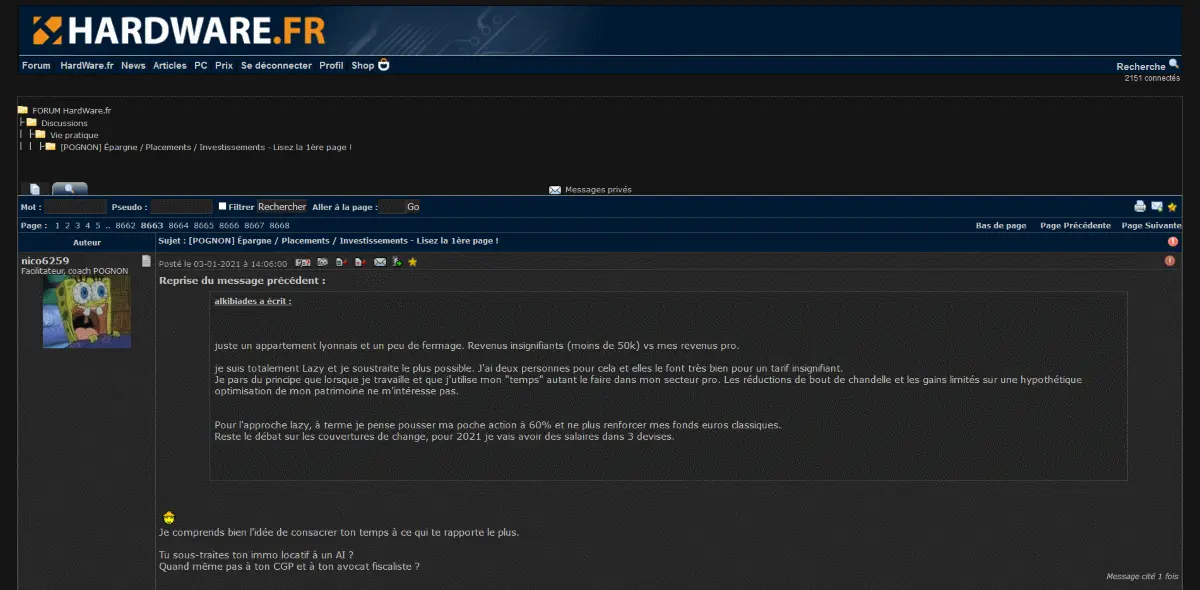 HARDWARE.FR
Forum HardWare.fr News Articles PC Prix Se déconnecter Profil Shop
Recherche
2151 connectés
FORUM HardWare.fr
Discussions
Vie pratique
[POGNON] Épargne / Placements / Investissements - Lisez la 1ère page !
Messages privés
Mot : Pseudo : Filtrer Rechercher Aller à la page : Go
Page : 1 2 3 4 5 .. 8662 8663 8664 8665 8666 8667 8668
Bas de page Page Précédente Page Suivante
Auteur
Sujet : [POGNON] Épargne / Placements / Investissements - Lisez la 1ère page !
nico6259
Facilitateur, coach POGNON
Posté le 03-01-2021 à 14:06:00
Reprise du message précédent :
alkibiades a écrit :
juste un appartement lyonnais et un peu de fermage. Revenus insignifiants (moins de 50k) vs mes revenus pro.
je suis totalement Lazy et je soustraite le plus possible. J'ai deux personnes pour cela et elles le font très bien pour un tarif insignifiant.
Je pars du principe que lorsque je travaille et que j'utilise mon "temps" autant le faire dans mon secteur pro. Les réductions de bout de chandelle et les gains limités sur une hypothétique
optimisation de mon patrimoine ne m'intéresse pas.
Pour l'approche lazy, à terme je pense pousser ma poche action à 60% et ne plus renforcer mes fonds euros classiques.
Reste le débat sur les couvertures de change, pour 2021 je vais avoir des salaires dans 3 devises.
Je comprends bien l'idée de consacrer ton temps à ce qui te rapporte le plus.
Tu sous-traites ton immo locatif à un AI ?
Quand même pas à ton CGP et à ton avocat fiscaliste ?
Message cité 1 fois